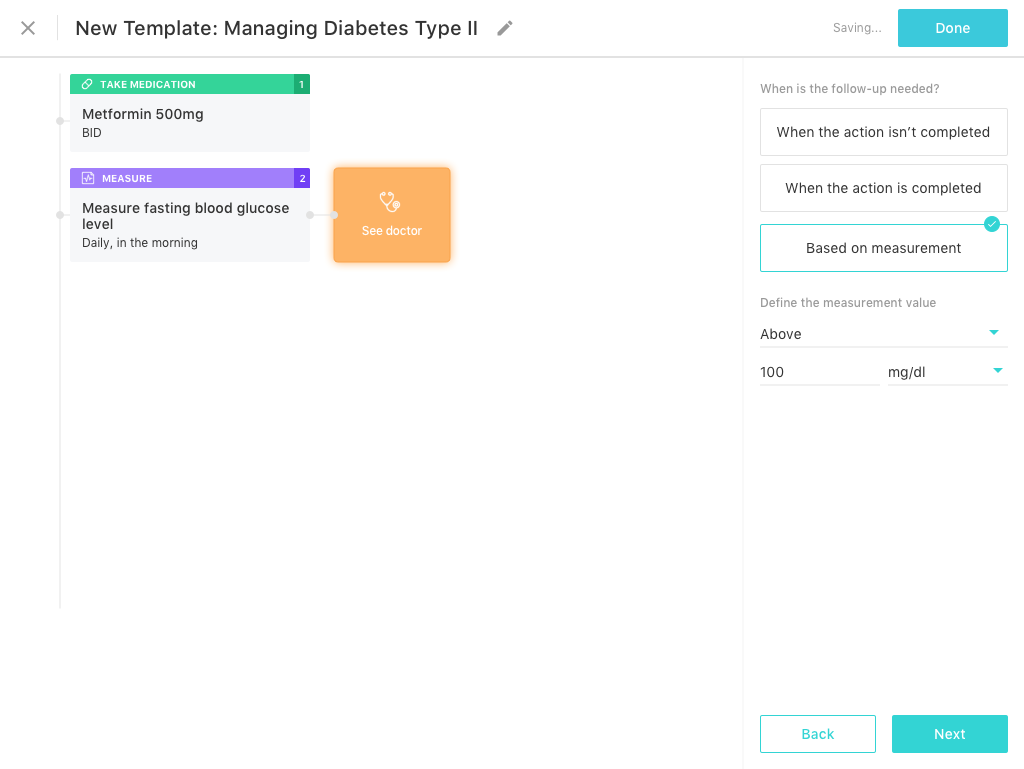 New Template: Managing Diabetes Type II
Saving...
Done
TAKE MEDICATION
1
Metformin 500mg
BID
MEASURE
2
Measure fasting blood glucose
level
Daily, in the morning
See doctor
When is the follow-up needed?
When the action isn’t completed
When the action is completed
Based on measurement
Define the measurement value
Above
100
mg/dl
Back
Next